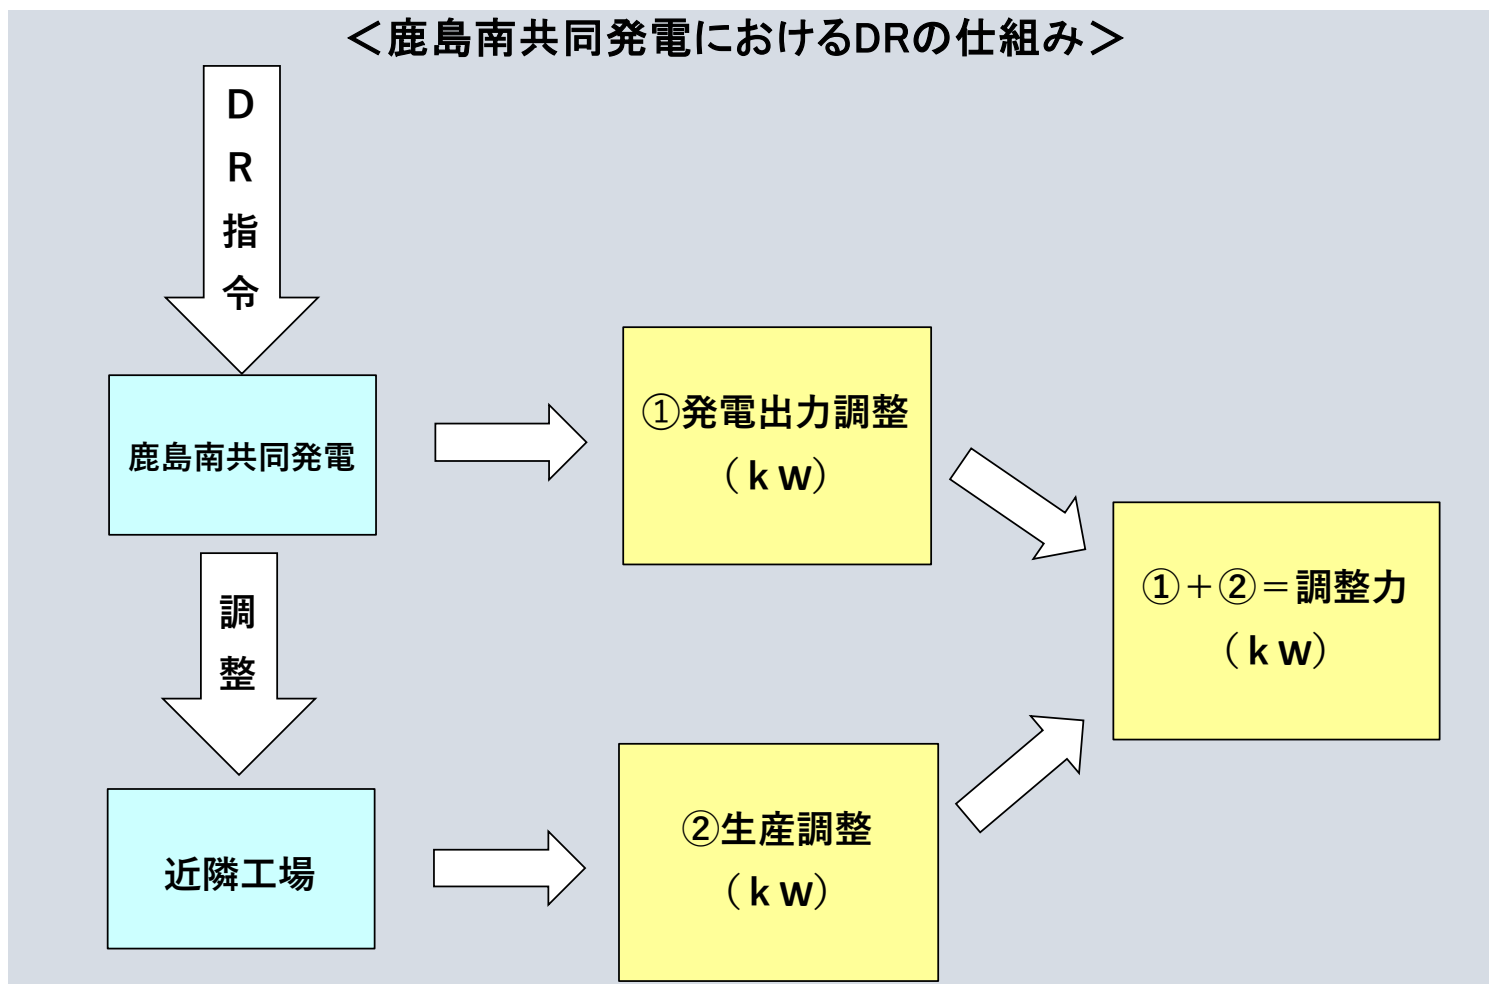 ＜鹿島南共同発電におけるDRの仕組み＞
DR指令
鹿島南共同発電
①発電出力調整
（ｋＷ）
調整
①＋②＝調整力
（ｋＷ）
近隣工場
②生産調整
（ｋＷ）